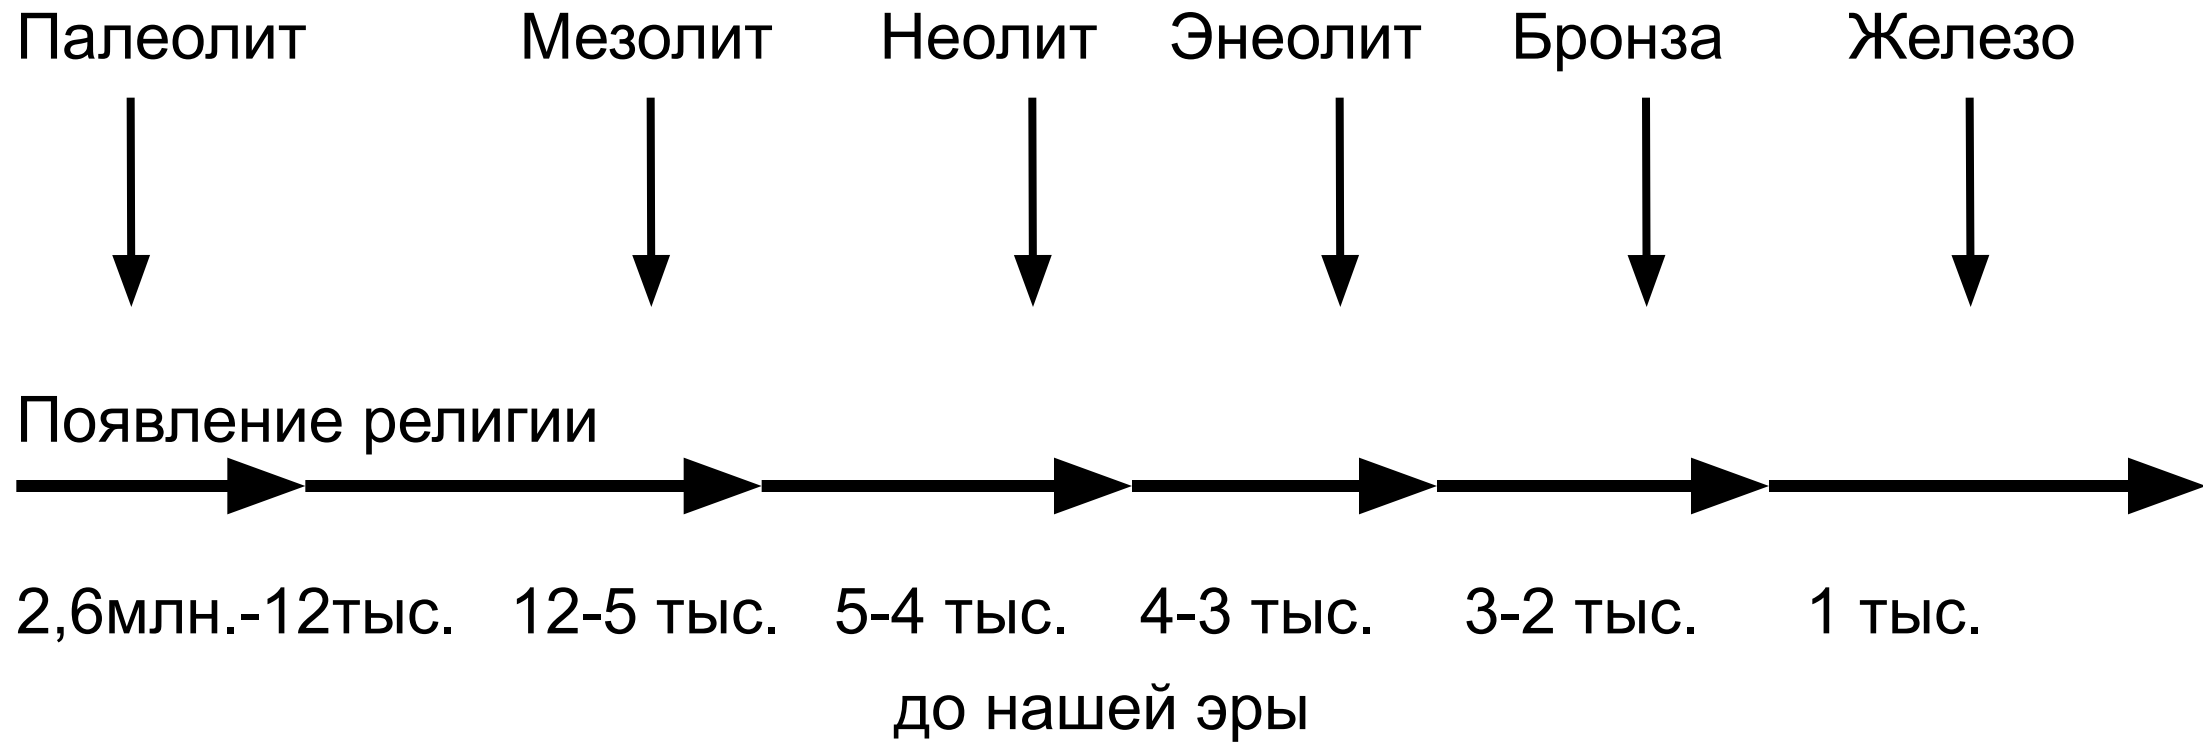 Палеолит Мезолит Неолит Энеолит Бронза Железо
Появление религии
2,6млн.-12тыс. 12-5 тыс. 5-4 тыс. 4-3 тыс. 3-2 тыс. 1 тыс.
до нашей эры